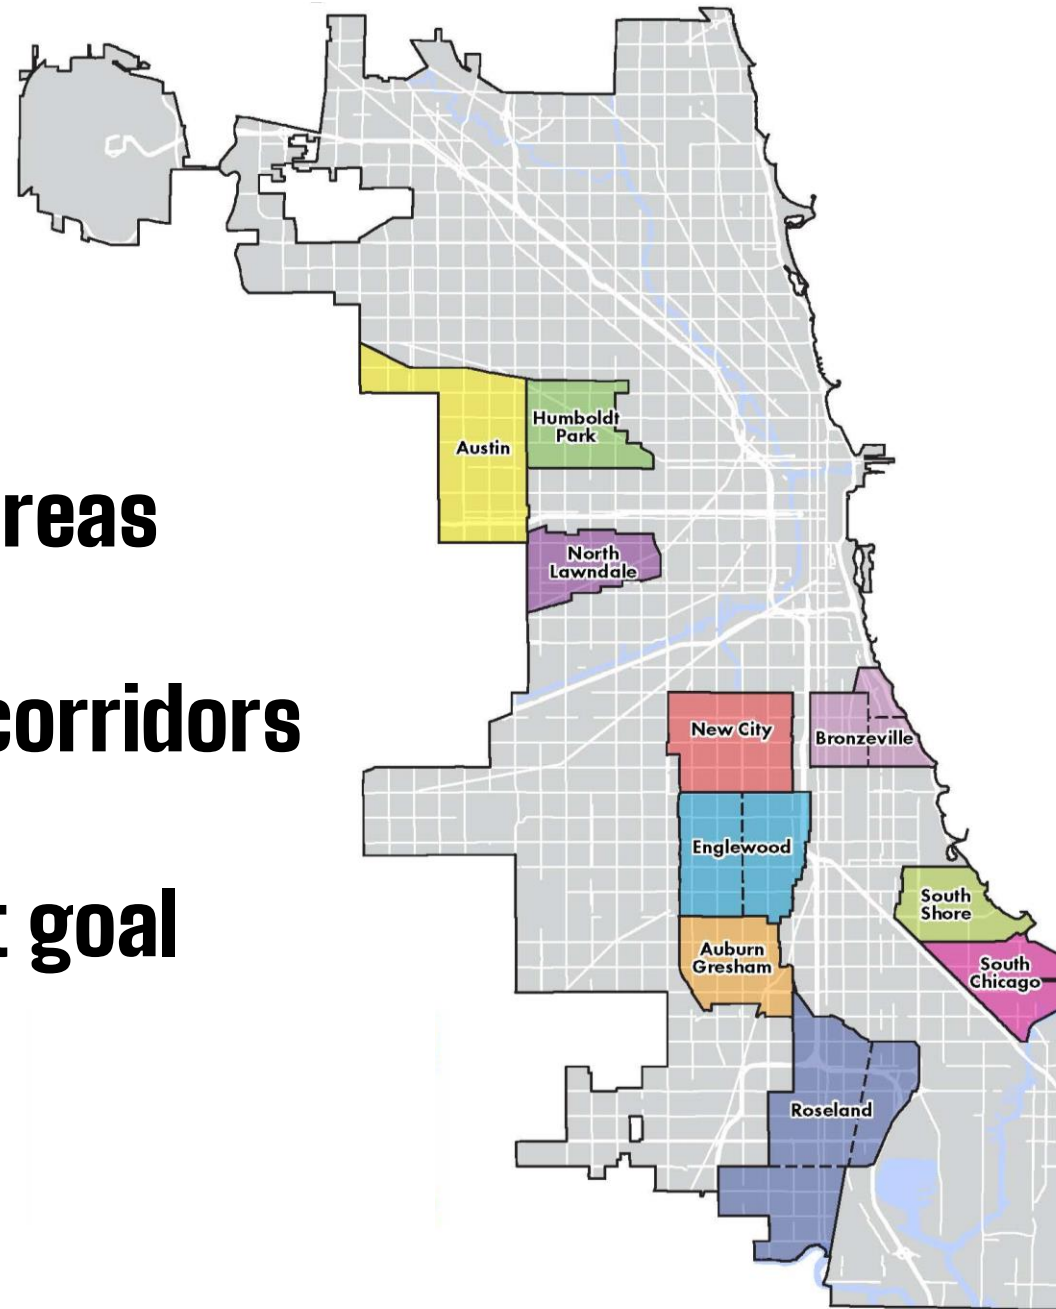 reas
corridors
goal
Austin
Humboldt
Park
North
Lawndale
New City
Bronzeville
Englewood
South
Shore
Auburn
Gresham
South
Chicago
Roseland